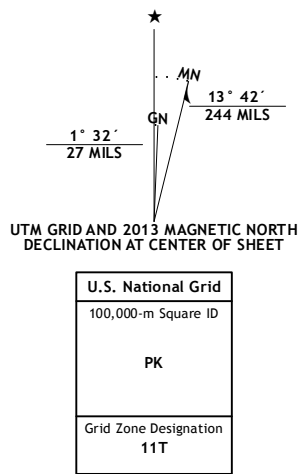 ★
MN
GN
13° 42´
244 MILS
1° 32´
27 MILS
UTM GRID AND 2013 MAGNETIC NORTH
DECLINATION AT CENTER OF SHEET
U.S. National Grid
100,000-m Square ID
PK
Grid Zone Designation
11T